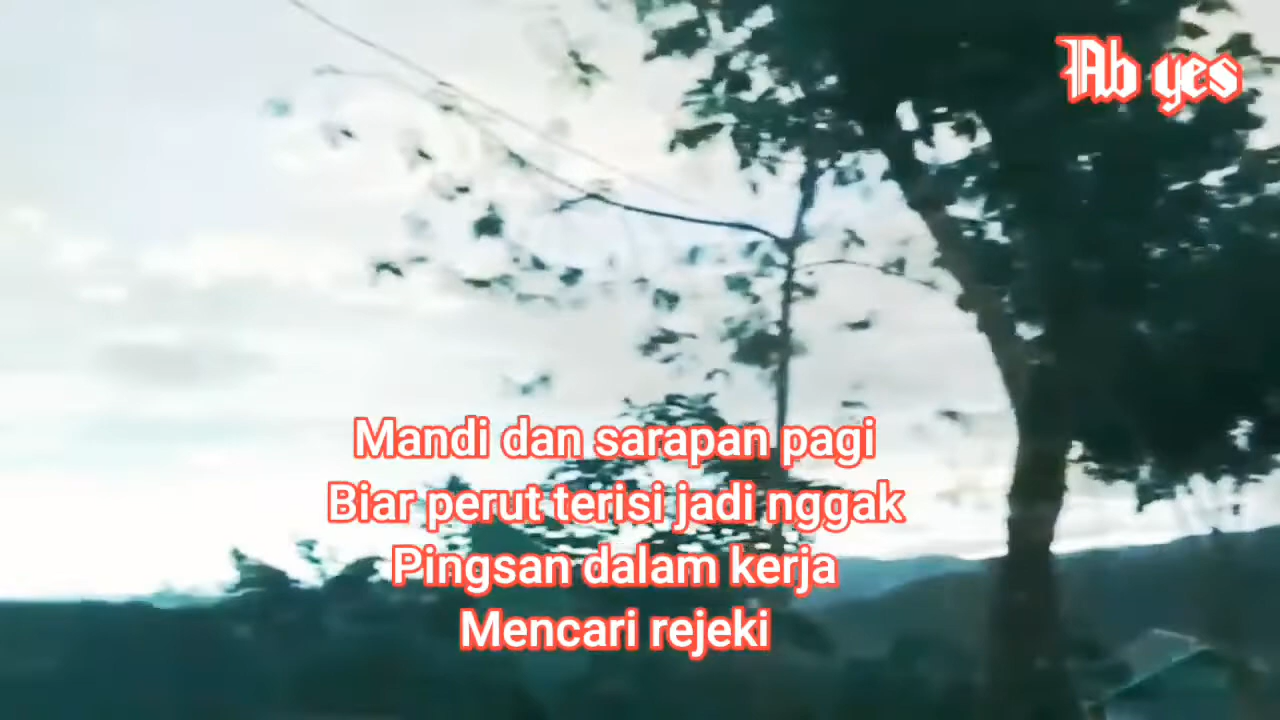 Ab yes
Mandi dan sarapan pagi
Biar perut terisi jadi nggak
Pingsan dalam kerja
Mencari rejeki